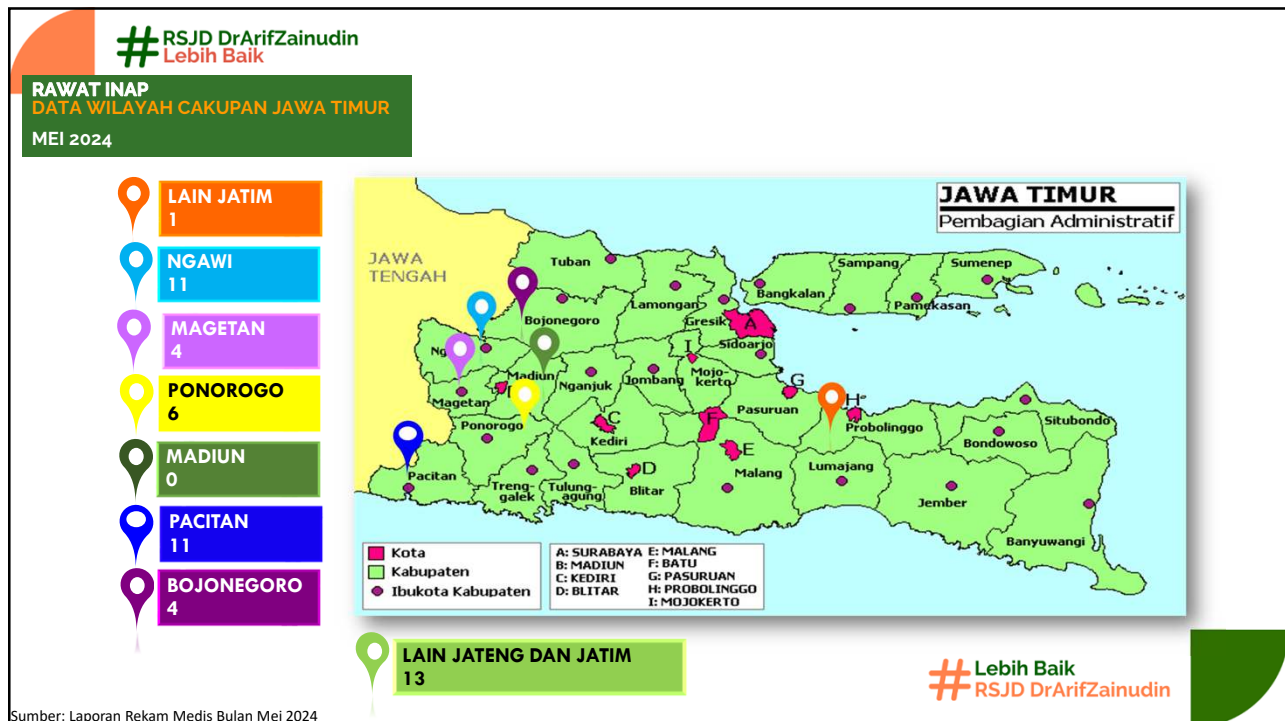 RSJD DrArifZainudin
Lebih Baik
RAWAT INAP
DATA WILAYAH CAKUPAN JAWA TIMUR
MEI 2024
LAIN JATIM
1
NGAWI
11
MAGETAN
4
PONOROGO
6
MADIUN
0
PACITAN
11
BOJONEGORO
4
JAWA TIMUR
Pembagian Administratif
JAWA
TENGAH
Tuban
Lamongan
Bojonegoro
Gresik
A
Bangkalan
Sampang
Pamekasan
Sumenep
Sidoarjo
I
Mojo-
kerto
Jombang
Nganjuk
Madiun
Magetan
Ponorogo
C
Kediri
F
Pasuruan
G
H
Probolinggo
Situbondo
Bondowoso
E
Malang
Lumajang
Jember
Banyuwangi
D
Blitar
Tulung-
agung
Treng-
galek
Pacitan
Kota
Kabupaten
Ibukota Kabupaten
A: SURABAYA E: MALANG
B: MADIUN F: BATU
C: KEDIRI G: PASURUAN
D: BLITAR H: PROBOLINGGO
I: MOJOKERTO
LAIN JATENG DAN JATIM
13
Lebih Baik
RSJD DrArifZainudin
Sumber: Laporan Rekam Medis Bulan Mei 2024